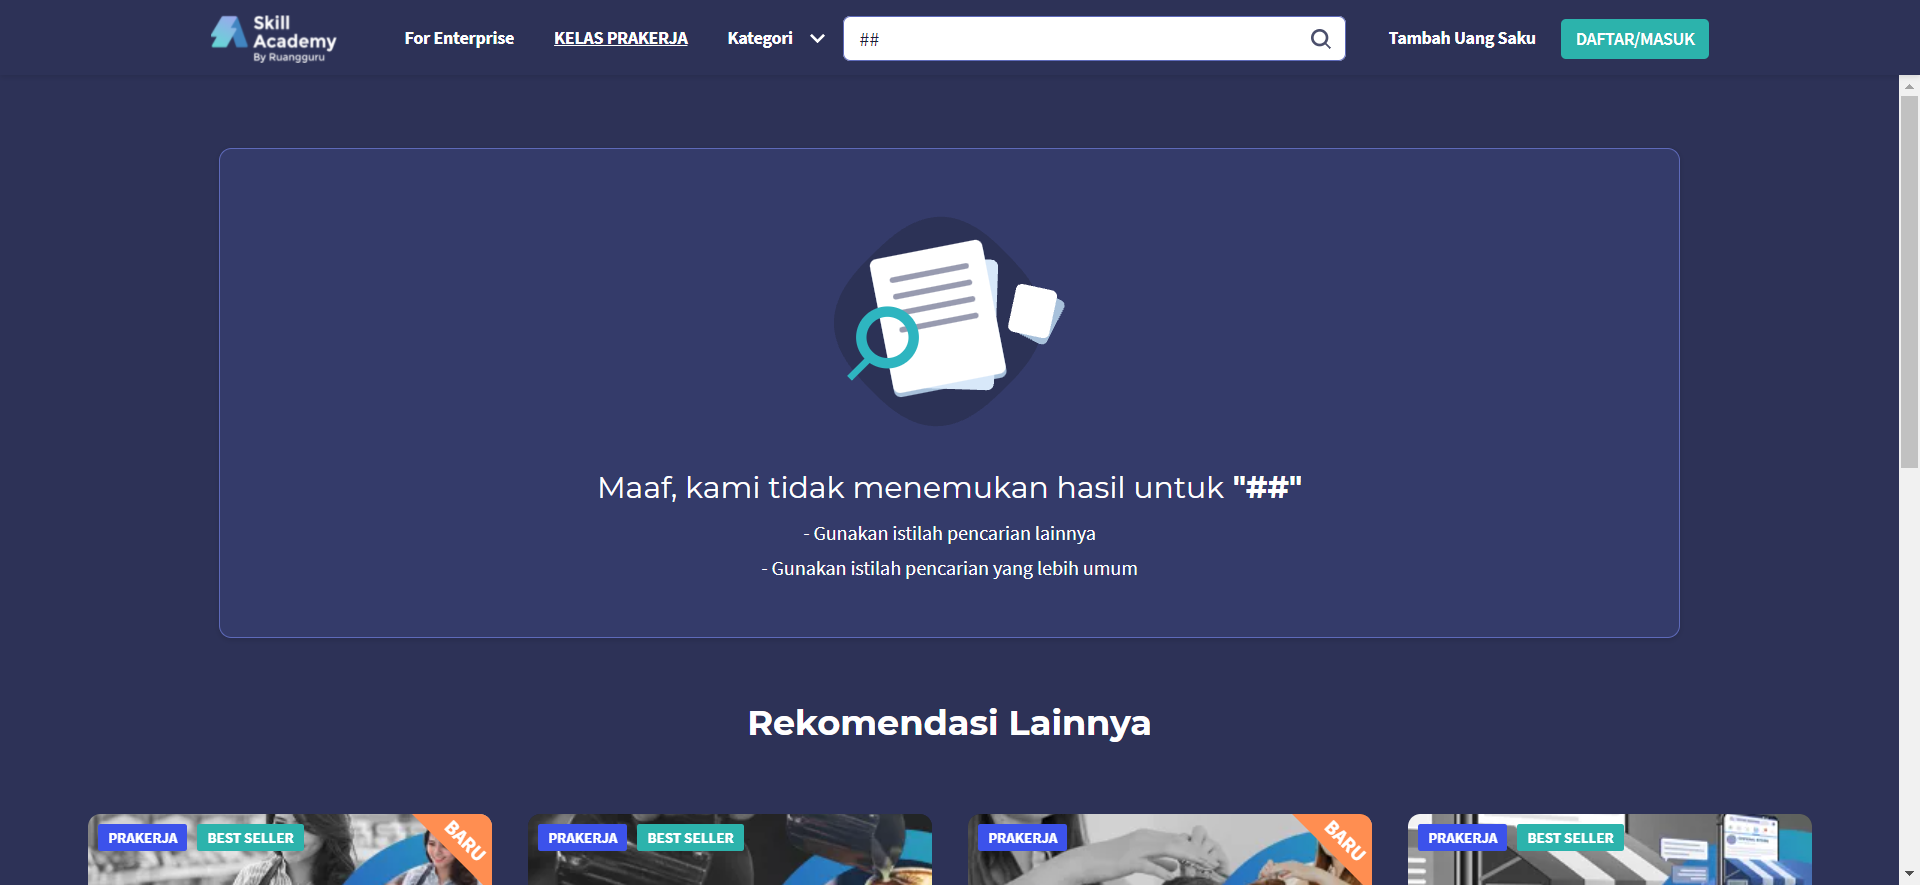 Skill
Academy
By Ruangguru
For Enterprise
KELAS PRAKERJA
Kategori
##
Tambah Uang Saku
DAFTAR/MASUK
Maaf, kami tidak menemukan hasil untuk "##"
- Gunakan istilah pencarian lainnya
- Gunakan istilah pencarian yang lebih umum
Rekomendasi Lainnya
PRAKERJA BEST SELLER BARU
PRAKERJA BEST SELLER
PRAKERJA BARU
PRAKERJA BEST SELLER